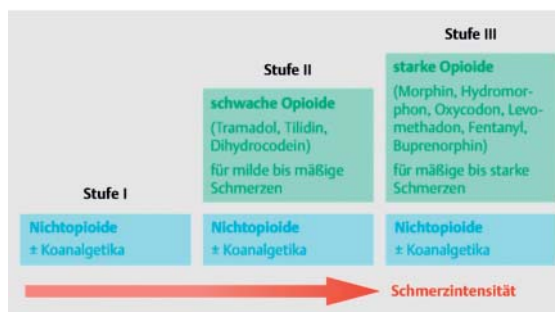 Stufe I
Nichtopioide
± Koanalgetika
Stufe II
schwache Opioide
(Tramadol, Tilidin,
Dihydrocodein)
für milde bis mäßige
Schmerzen
Nichtopioide
± Koanalgetika
Stufe III
starke Opioide
(Morphin, Hydromor-
phon, Oxycodon, Levo-
methadon, Fentanyl,
Buprenorphin)
für mäßige bis starke
Schmerzen
Nichtopioide
± Koanalgetika
Schmerzintensität